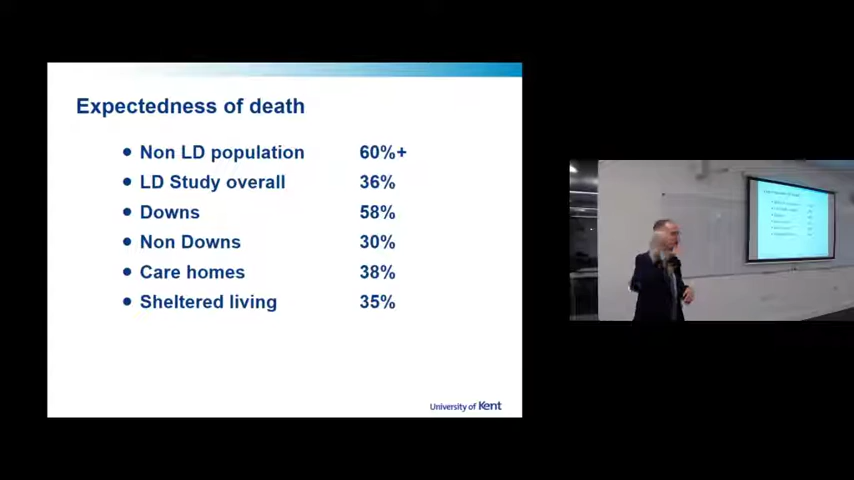 Expectedness of death
• Non LD population 60%+
• LD Study overall 36%
• Downs 58%
• Non Downs 30%
• Care homes 38%
• Sheltered living 35%
University of Kent